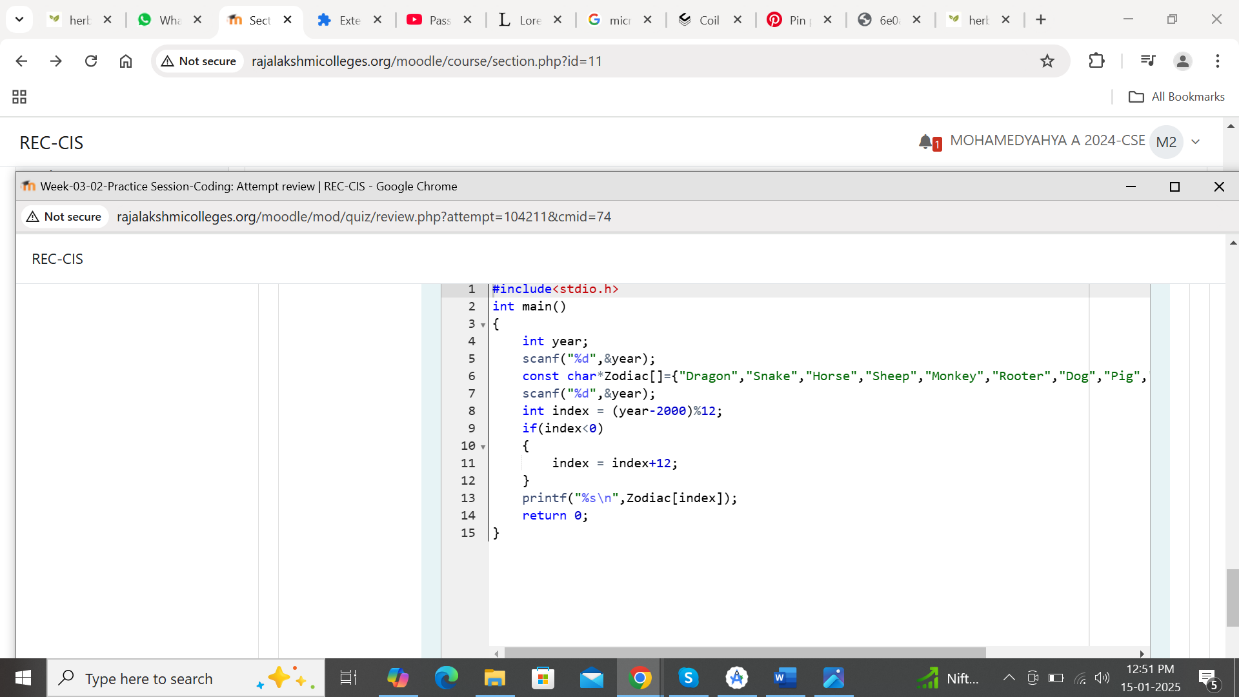 herb
Wha
Sect
Exte
Pass
Lore
micr
Coil
Pin
6e0
herb
Not secure
rajalakshmicolleges.org/moodle/course/section.php?id=11
All Bookmarks
REC-CIS
1
MOHAMEDYAHYA A 2024-CSE
M2
Week-03-02-Practice Session-Coding: Attempt review | REC-CIS - Google Chrome
Not secure
rajalakshmicolleges.org/moodle/mod/quiz/review.php?attempt=104211&cmid=74
REC-CIS
1 #include<stdio.h>
2 int main()
3 {
4 int year;
5 scanf("%d",&year);
6 const char*Zodiac[]={"Dragon","Snake","Horse","Sheep","Monkey","Rooter","Dog","Pig",
7 scanf("%d",&year);
8 int index = (year-2000)%12;
9 if(index<0)
10 {
11 index = index+12;
12 }
13 printf("%s\n",Zodiac[index]);
14 return 0;
15 }
Type here to search
Nift...
12:51 PM
15-01-2025
5